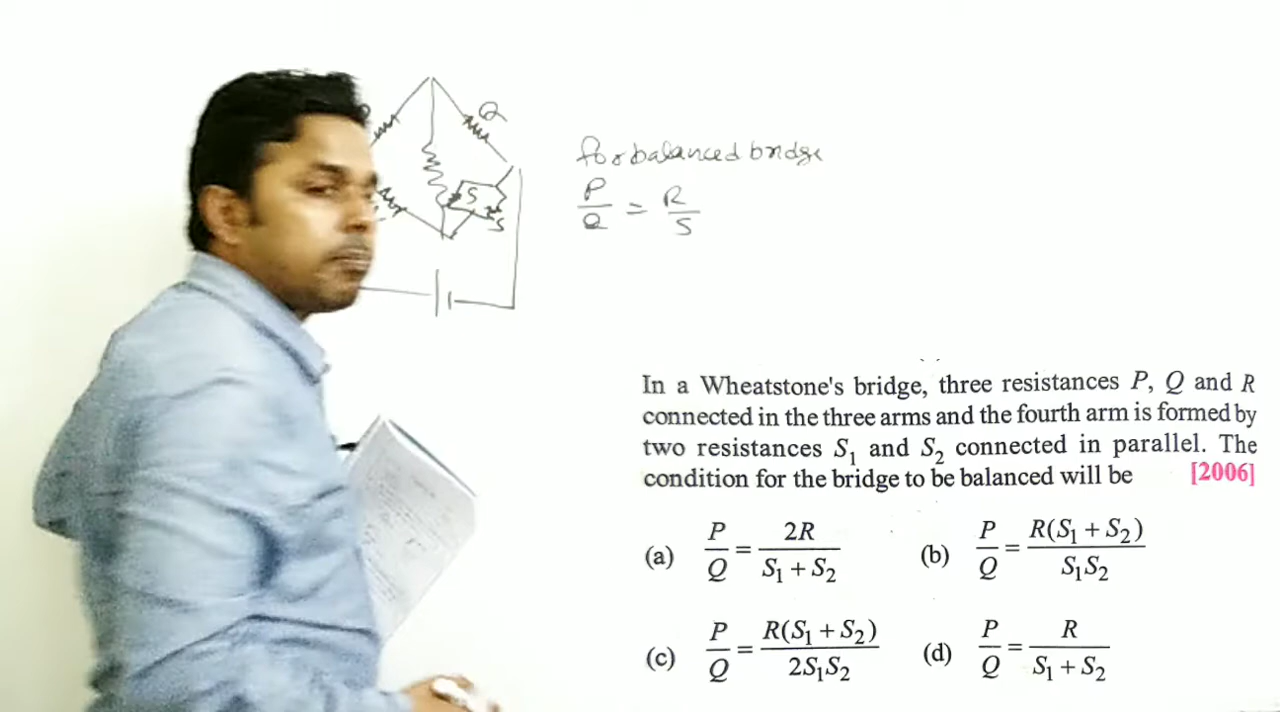 Q
S
S
for balanced bridge
P/Q = R/S
In a Wheatstone's bridge, three resistances P, Q and R
connected in the three arms and the fourth arm is formed by
two resistances S₁ and S₂ connected in parallel. The
condition for the bridge to be balanced will be [2006]
(a) P/Q = 2R/(S₁ + S₂) (b) P/Q = R(S₁ + S₂)/S₁S₂
(c) P/Q = R(S₁ + S₂)/2S₁S₂ (d) P/Q = R/(S₁ + S₂)